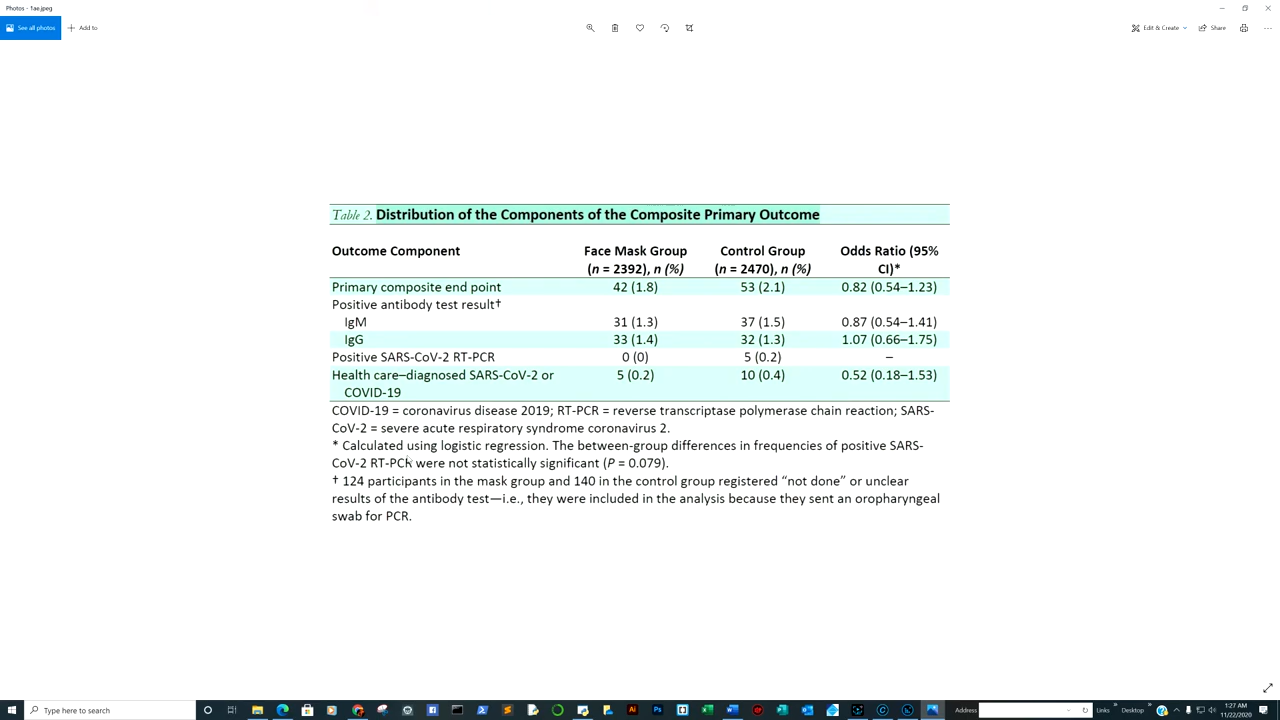 Photos - 1ae.jpeg
See all photos
Add to
Edit & Create
Share
Table 2. Distribution of the Components of the Composite Primary Outcome
Outcome Component Face Mask Group Control Group Odds Ratio (95%
(n = 2392), n (%) (n = 2470), n (%) CI)*
Primary composite end point 42 (1.8) 53 (2.1) 0.82 (0.54–1.23)
Positive antibody test result†
IgM 31 (1.3) 37 (1.5) 0.87 (0.54–1.41)
IgG 33 (1.4) 32 (1.3) 1.07 (0.66–1.75)
Positive SARS-CoV-2 RT-PCR 0 (0) 5 (0.2) –
Health care–diagnosed SARS-CoV-2 or 5 (0.2) 10 (0.4) 0.52 (0.18–1.53)
COVID-19
COVID-19 = coronavirus disease 2019; RT-PCR = reverse transcriptase polymerase chain reaction; SARS-
CoV-2 = severe acute respiratory syndrome coronavirus 2.
* Calculated using logistic regression. The between-group differences in frequencies of positive SARS-
CoV-2 RT-PCR were not statistically significant (P = 0.079).
† 124 participants in the mask group and 140 in the control group registered “not done” or unclear
results of the antibody test—i.e., they were included in the analysis because they sent an oropharyngeal
swab for PCR.
Type here to search
Address
Links
Desktop
1:27 AM
11/22/2020